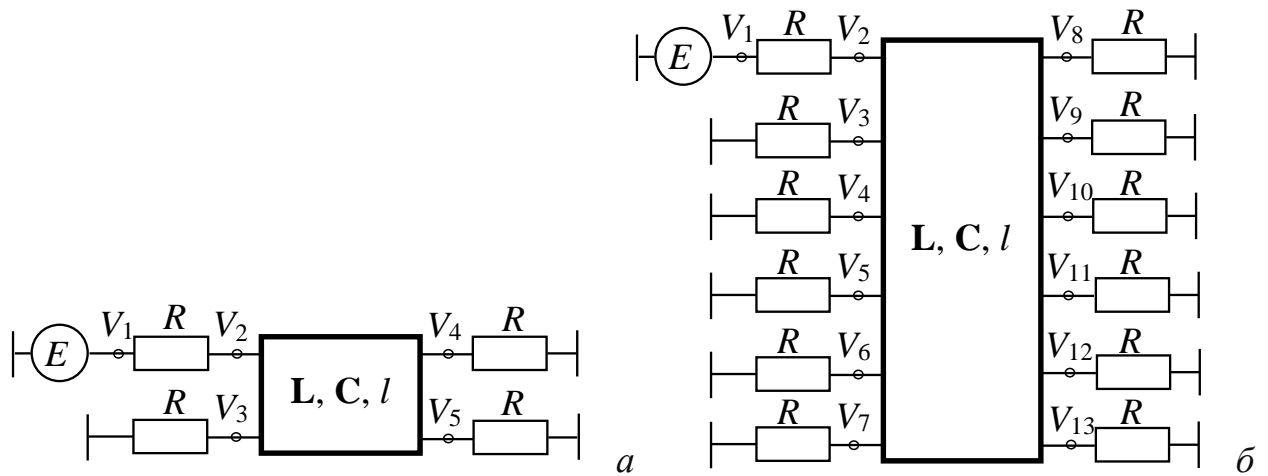 V1 R V2 V8 R
E
V3 V9 R
R
V4 V10 R
R
L, C, l
V5 V11 R
R
V1 R V2 V4 R
V6 V12 R
R
E
L, C, l
R V3 V5 R
R V7 V13 R
а б